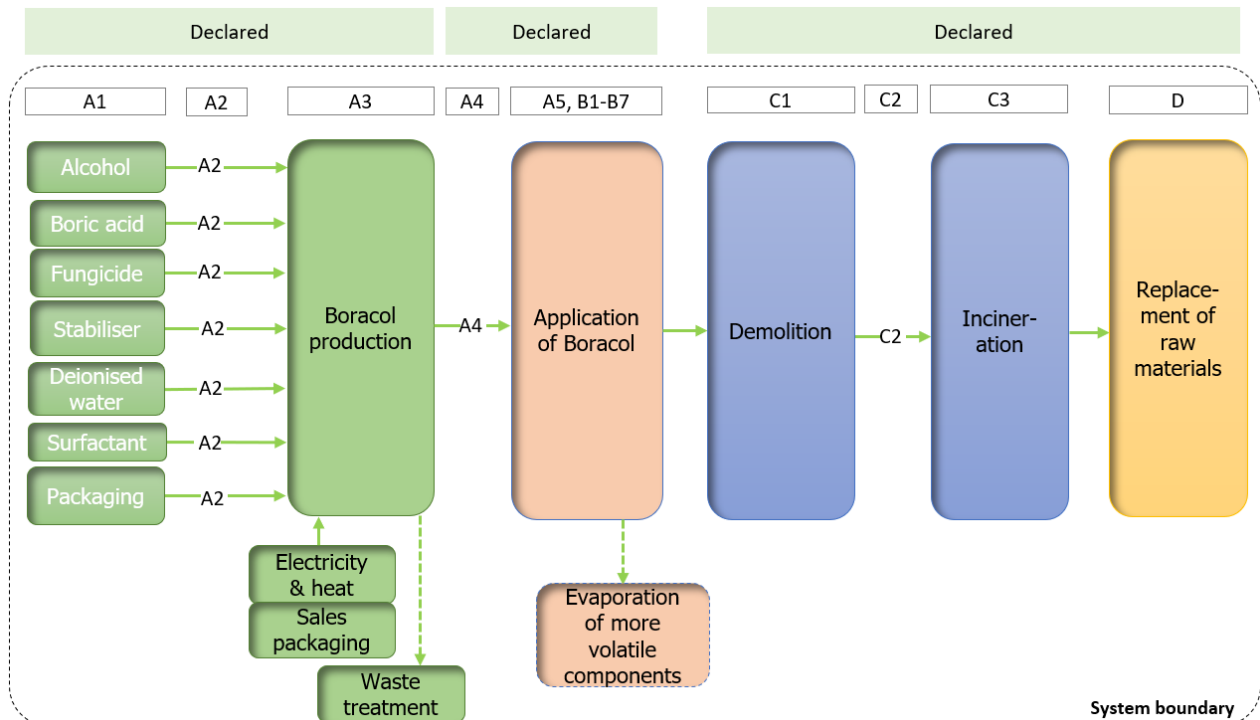 Declared
Declared
Declared
A1
A2
A3
A4
A5, B1-B7
C1
C2
C3
D
Alcohol
A2
Boric acid
A2
Fungicide
A2
Stabiliser
A2
Deionised
water
A2
Surfactant
A2
Packaging
A2
Boracol
production
A4
Application
of Boracol
Demolition
C2
Inciner-
ation
Replace-
ment of
raw
materials
Electricity
& heat
Sales
packaging
Waste
treatment
Evaporation
of more
volatile
components
System boundary